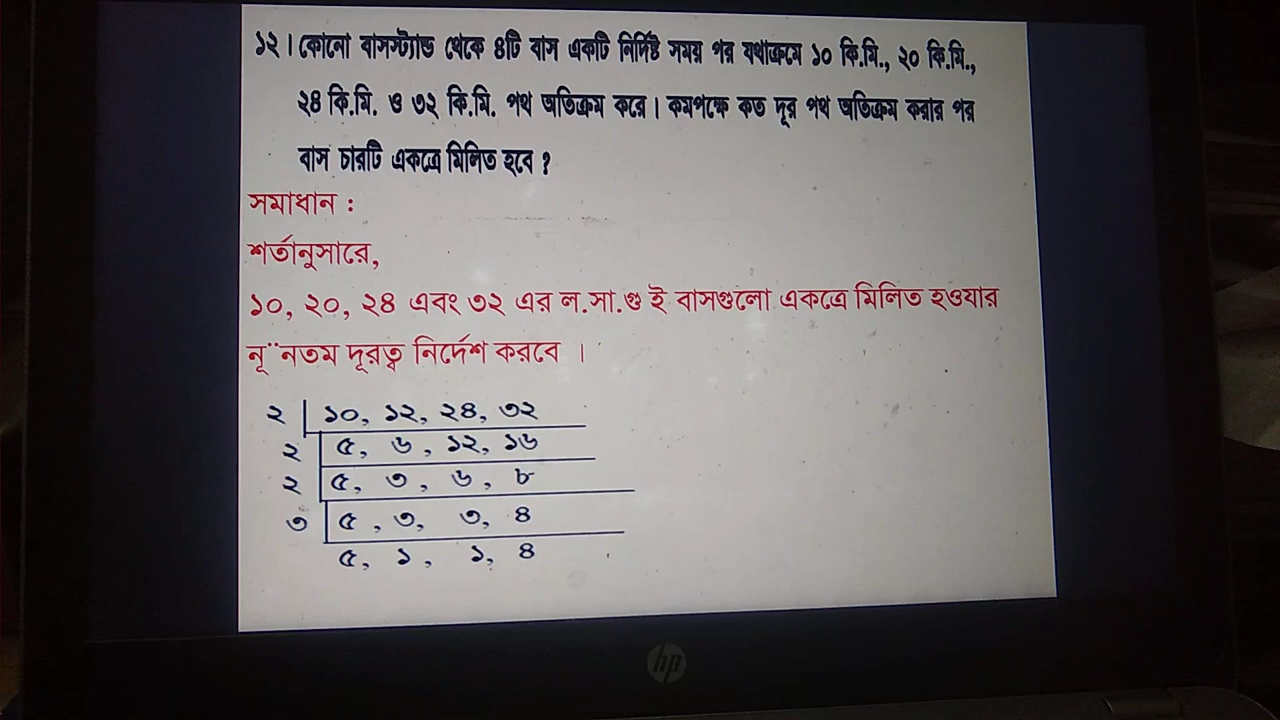 ১২। কোনো বাসস্ট্যান্ড থেকে ৪টি বাস একটি নির্দিষ্ট সময় পর যথাক্রমে ১০ কি.মি., ২০ কি.মি.,
২৪ কি.মি. ও ৩২ কি.মি. পথ অতিক্রম করে। কমপক্ষে কত দূর পথ অতিক্রম করার পর
বাস চারটি একত্রে মিলিত হবে ?
সমাধান :
শর্তানুসারে,
১০, ২০, ২৪ এবং ৩২ এর ল.সা.গু ই বাসগুলো একত্রে মিলিত হওযার
নূ¨নতম দূরত্ব নির্দেশ করবে ।
২ | ১০, ১২, ২৪, ৩২
২ | ৫, ৬, ১২, ১৬
২ | ৫, ৩, ৬, ৮
৩ | ৫, ৩, ৩, ৪
৫, ১, ১, ৪
hp